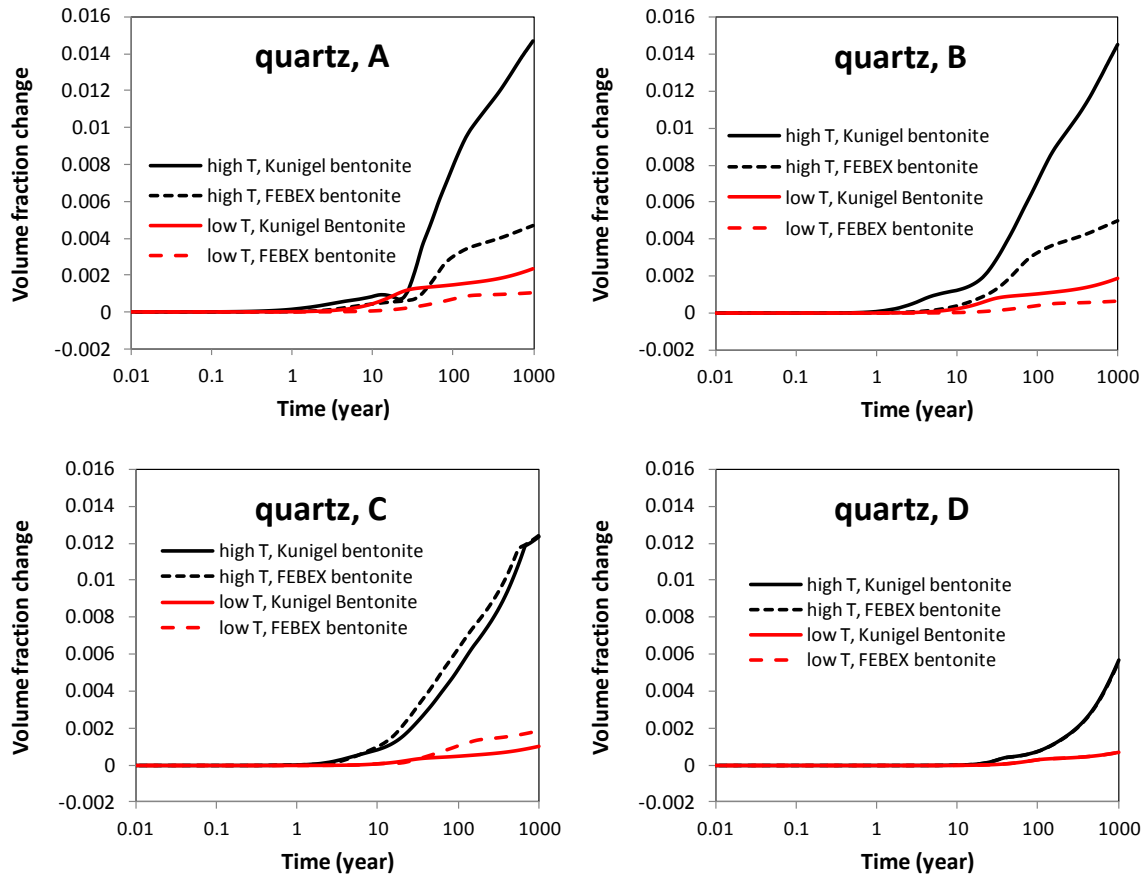 quartz, A
Volume fraction change
0.016
0.014
0.012
0.01
0.008
0.006
0.004
0.002
0
-0.002
high T, Kunigel bentonite
high T, FEBEX bentonite
low T, Kunigel Bentonite
low T, FEBEX bentonite
0.01 0.1 1 10 100 1000
Time (year)
quartz, B
Volume fraction change
0.016
0.014
0.012
0.01
0.008
0.006
0.004
0.002
0
-0.002
high T, Kunigel bentonite
high T, FEBEX bentonite
low T, Kunigel Bentonite
low T, FEBEX bentonite
0.01 0.1 1 10 100 1000
Time (year)
quartz, C
Volume fraction change
0.016
0.014
0.012
0.01
0.008
0.006
0.004
0.002
0
-0.002
high T, Kunigel bentonite
high T, FEBEX bentonite
low T, Kunigel Bentonite
low T, FEBEX bentonite
0.01 0.1 1 10 100 1000
Time (year)
quartz, D
Volume fraction change
0.016
0.014
0.012
0.01
0.008
0.006
0.004
0.002
0
-0.002
high T, Kunigel bentonite
high T, FEBEX bentonite
low T, Kunigel Bentonite
low T, FEBEX bentonite
0.01 0.1 1 10 100 1000
Time (year)